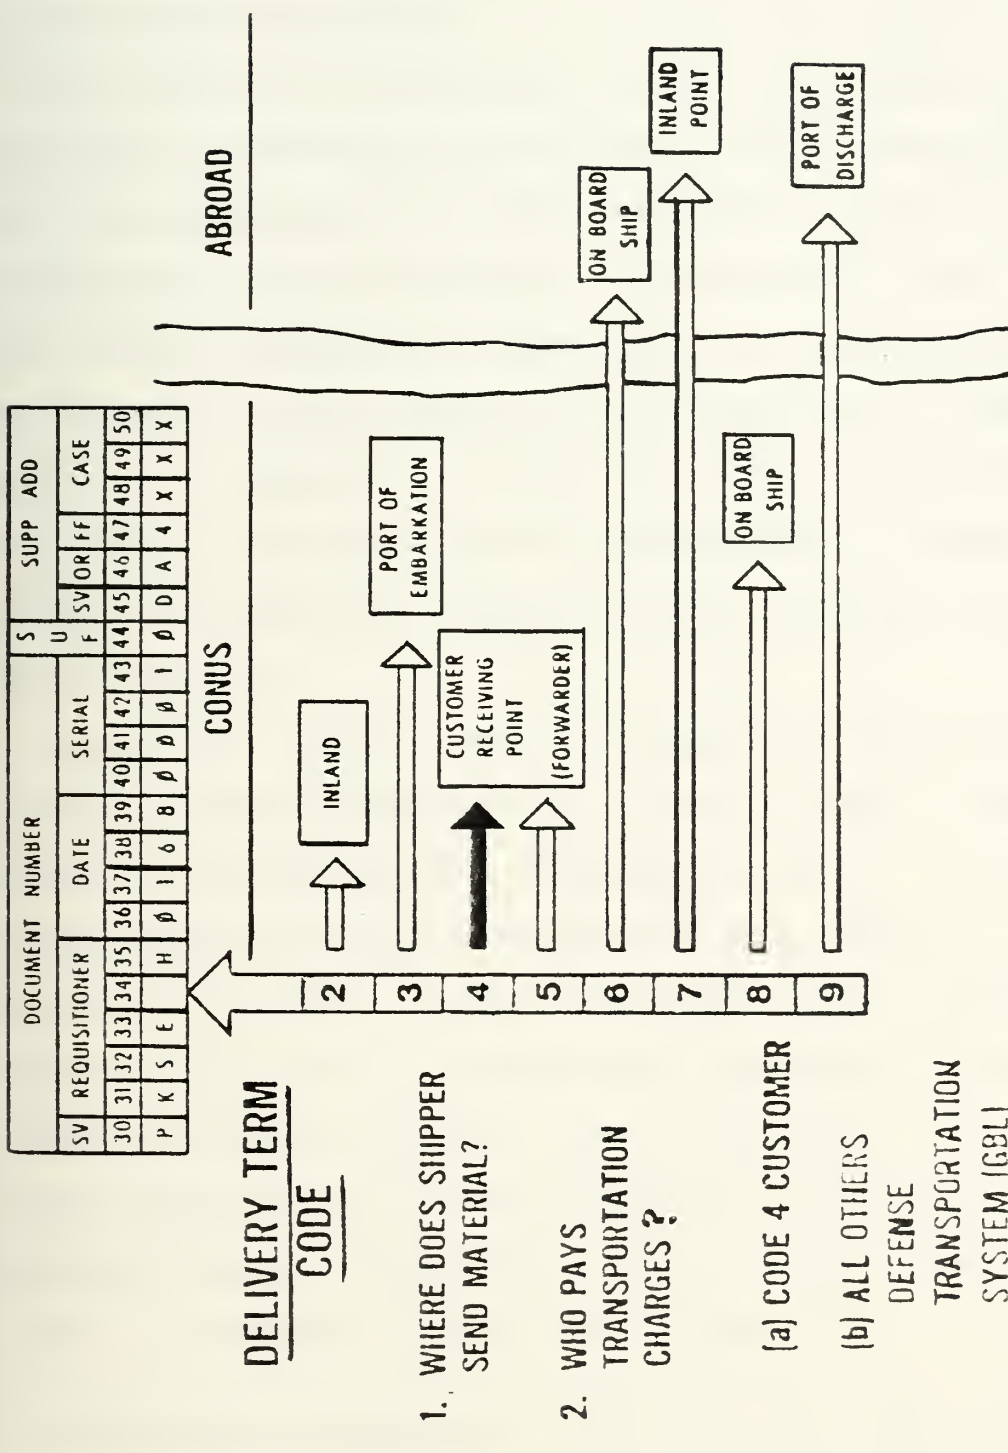 DOCUMENT NUMBER S U F SUPP ADD
SV REQUISITIONER DATE SERIAL SV OR FF CASE
30 31 32 33 34 35 36 37 38 39 40 41 42 43 44 45 46 47 48 49 50
P K S E H Ø 1 6 8 Ø Ø Ø 1 Ø D A 4 X X X
DELIVERY TERM
CODE
CONUS
ABROAD
1. WHERE DOES SHIPPER
SEND MATERIAL?
2. WHO PAYS
TRANSPORTATION
CHARGES?
(a) CODE 4 CUSTOMER
(b) ALL OTHERS
DEFENSE
TRANSPORTATION
SYSTEM (GBL)
2
INLAND
3
PORT OF
EMBARKATION
4
CUSTOMER
RECEIVING
POINT
(FORWARDER)
5
6
ON BOARD
SHIP
7
INLAND
POINT
8
ON BOARD
SHIP
9
PORT OF
DISCHARGE